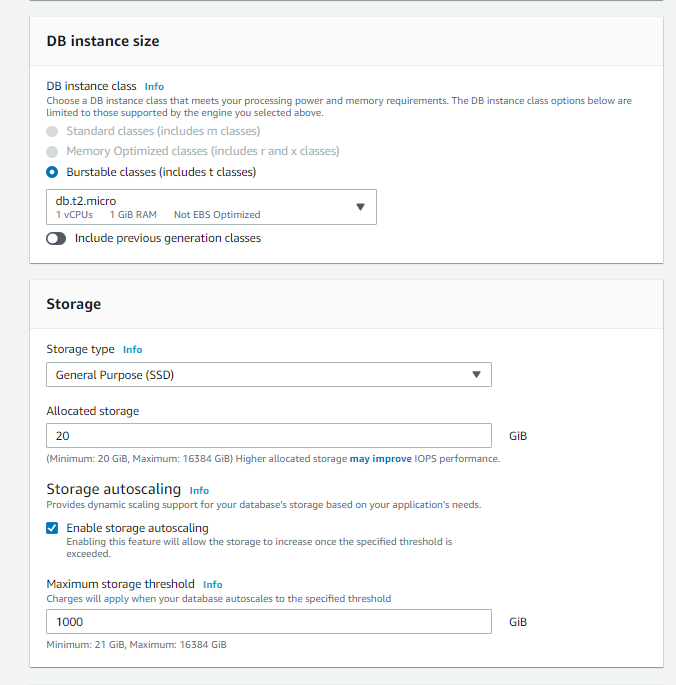 DB instance size
DB instance class Info
Choose a DB instance class that meets your processing power and memory requirements. The DB instance class options below are
limited to those supported by the engine you selected above.
Standard classes (includes m classes)
Memory Optimized classes (includes r and x classes)
Burstable classes (includes t classes)
db.t2.micro
1 vCPUs 1 GiB RAM Not EBS Optimized
Include previous generation classes
Storage
Storage type Info
General Purpose (SSD)
Allocated storage
20 GiB
(Minimum: 20 GiB, Maximum: 16384 GiB) Higher allocated storage may improve IOPS performance.
Storage autoscaling Info
Provides dynamic scaling support for your database's storage based on your application's needs.
Enable storage autoscaling
Enabling this feature will allow the storage to increase once the specified threshold is
exceeded.
Maximum storage threshold Info
Charges will apply when your database autoscales to the specified threshold
1000 GiB
Minimum: 21 GiB, Maximum: 16384 GiB